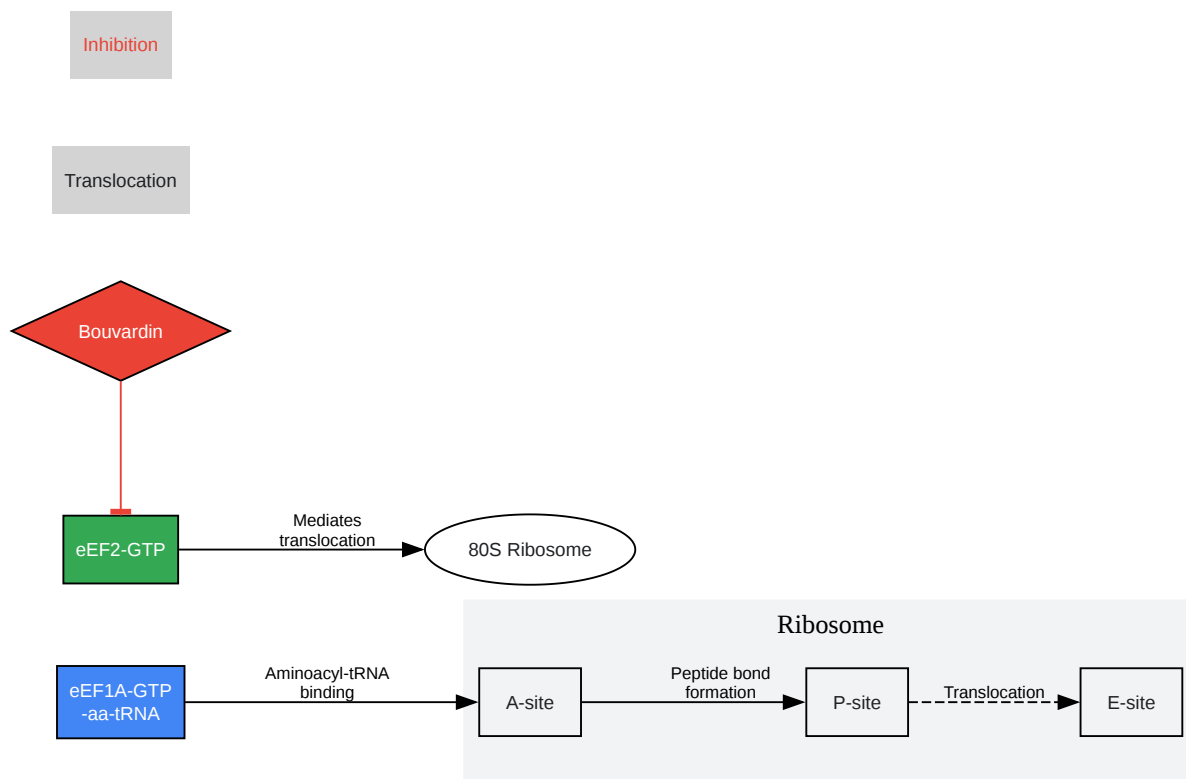 Inhibition
Translocation
Bouvardin
Mediates
translocation
eEF2-GTP
80S Ribosome
Ribosome
Aminoacyl-tRNA
binding
Peptide bond
formation
eEF1A-GTP
-aa-tRNA
A-site
P-site
Translocation
E-site